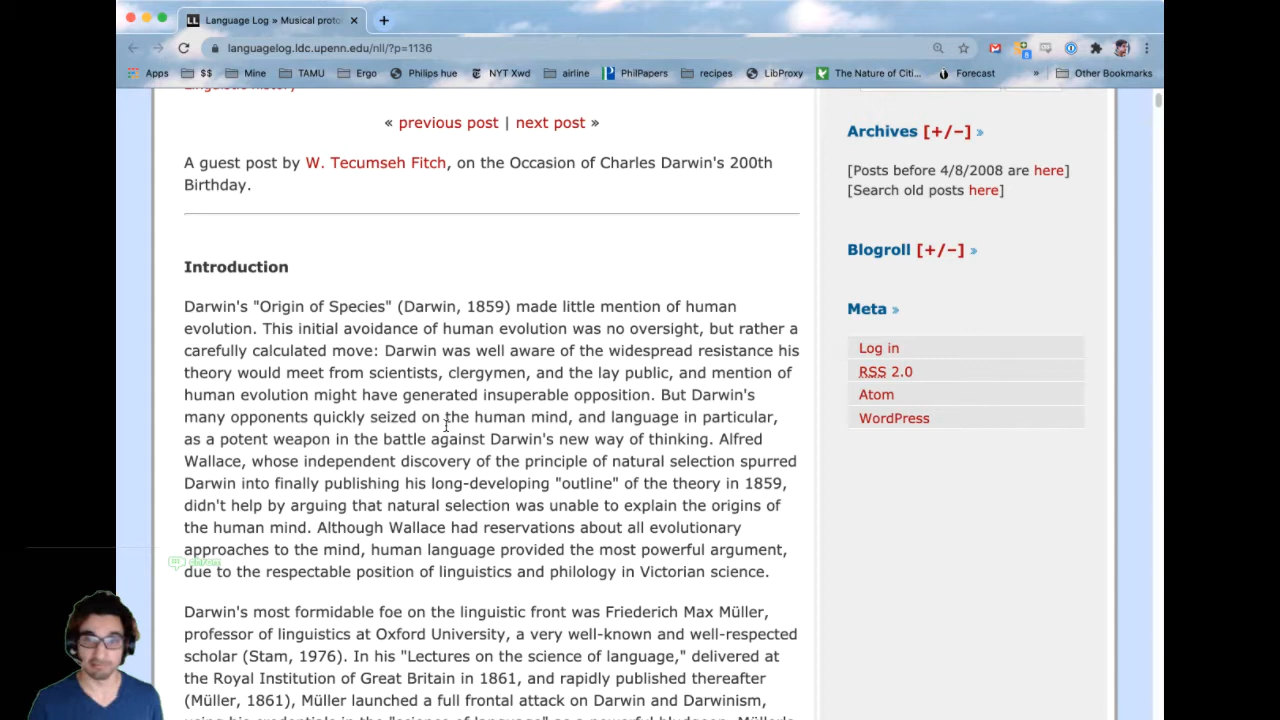 Language Log » Musical proto
languagelog.ldc.upenn.edu/nll/?p=1136
Apps $$ Mine TAMU Ergo Philips hue NYT Xwd airline PhilPapers recipes LibProxy The Nature of Citi... Forecast » Other Bookmarks
« previous post | next post »
A guest post by W. Tecumseh Fitch, on the Occasion of Charles Darwin's 200th
Birthday.
Introduction
Darwin's "Origin of Species" (Darwin, 1859) made little mention of human
evolution. This initial avoidance of human evolution was no oversight, but rather a
carefully calculated move: Darwin was well aware of the widespread resistance his
theory would meet from scientists, clergymen, and the lay public, and mention of
human evolution might have generated insuperable opposition. But Darwin's
many opponents quickly seized on the human mind, and language in particular,
as a potent weapon in the battle against Darwin's new way of thinking. Alfred
Wallace, whose independent discovery of the principle of natural selection spurred
Darwin into finally publishing his long-developing "outline" of the theory in 1859,
didn't help by arguing that natural selection was unable to explain the origins of
the human mind. Although Wallace had reservations about all evolutionary
approaches to the mind, human language provided the most powerful argument,
due to the respectable position of linguistics and philology in Victorian science.
Darwin's most formidable foe on the linguistic front was Friederich Max Müller,
professor of linguistics at Oxford University, a very well-known and well-respected
scholar (Stam, 1976). In his "Lectures on the science of language," delivered at
the Royal Institution of Great Britain in 1861, and rapidly published thereafter
(Müller, 1861), Müller launched a full frontal attack on Darwin and Darwinism,
Archives [+/−] »
[Posts before 4/8/2008 are here]
[Search old posts here]
Blogroll [+/−] »
Meta »
Log in
RSS 2.0
Atom
WordPress